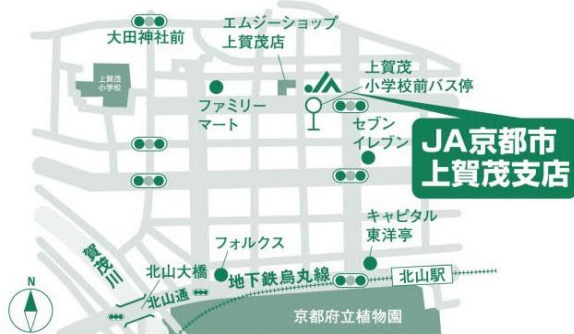 大田神社前
エムジーショップ
上賀茂店
上賀茂
小学校前バス停
上賀茂
小学校
ファミリー
マート
セブン
イレブン
JA京都市
上賀茂支店
キャピタル
東洋亭
フォルクス
賀茂川
北山大橋
北山通
地下鉄烏丸線
北山駅
京都府立植物園
N